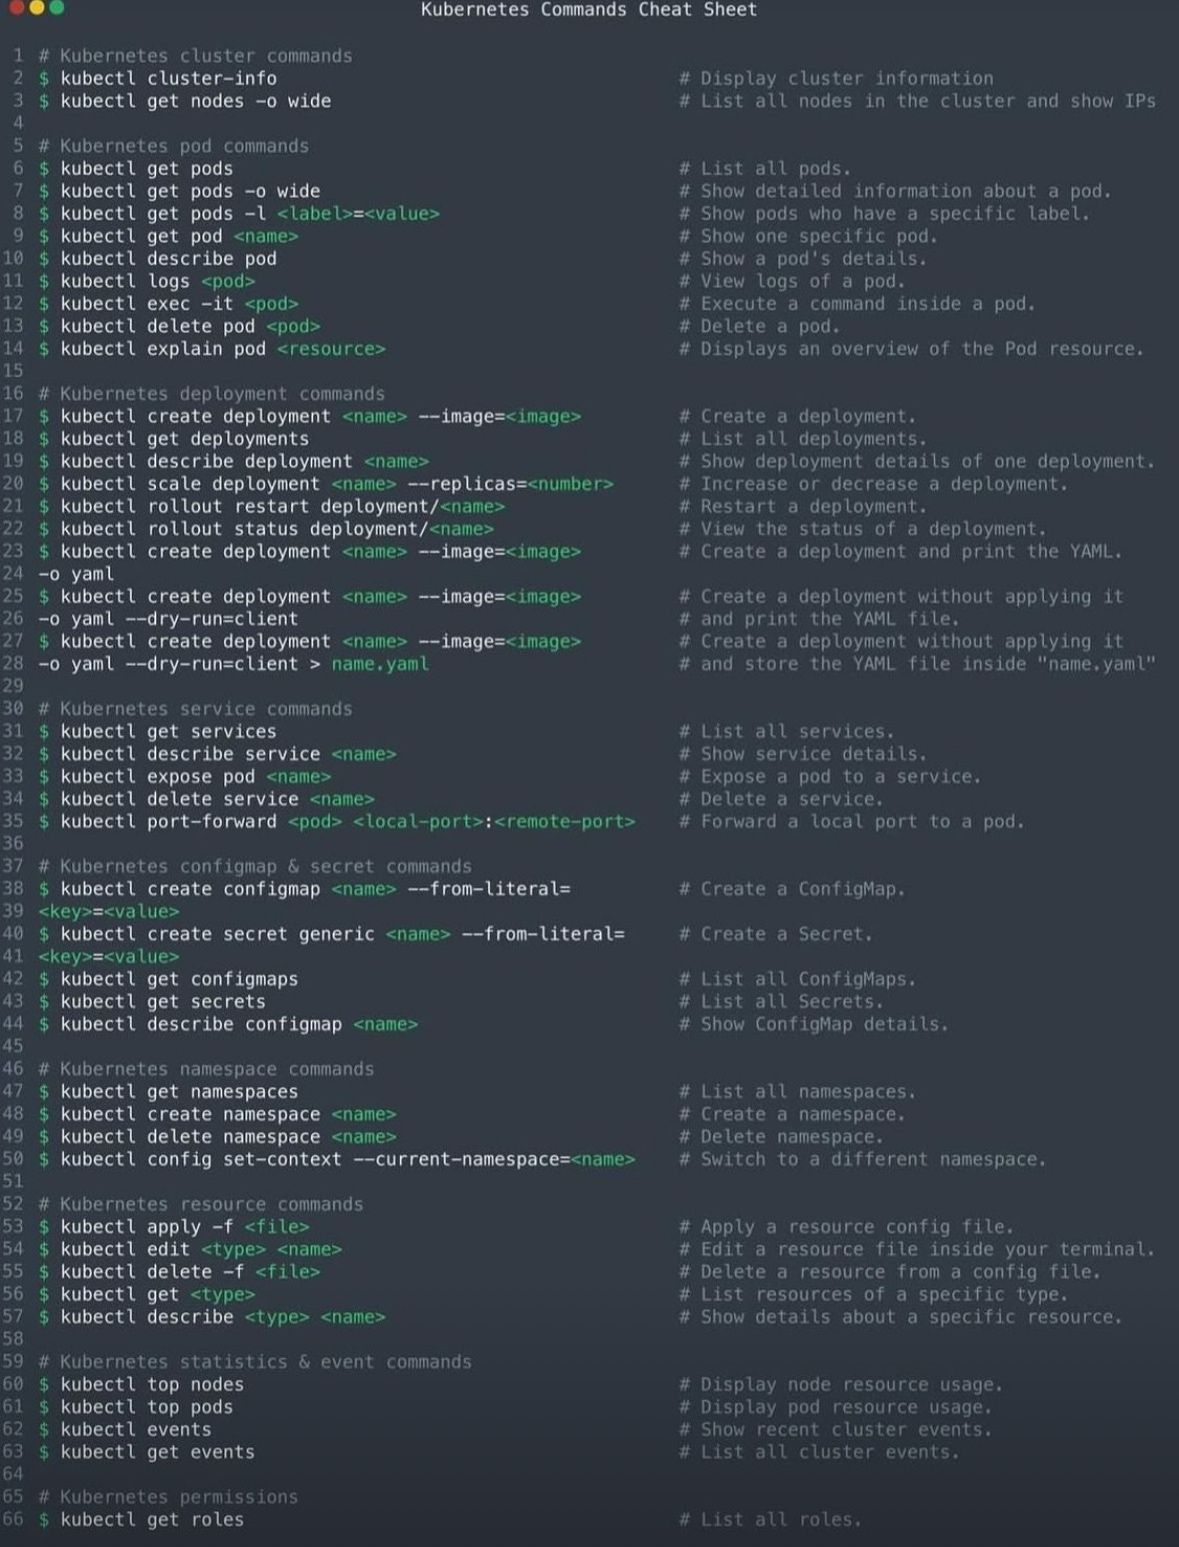 Kubernetes Commands Cheat Sheet
1 # Kubernetes cluster commands
2 $ kubectl cluster-info # Display cluster information
3 $ kubectl get nodes -o wide # List all nodes in the cluster and show IPs
4
5 # Kubernetes pod commands
6 $ kubectl get pods # List all pods.
7 $ kubectl get pods -o wide # Show detailed information about a pod.
8 $ kubectl get pods -l <label>=<value> # Show pods who have a specific label.
9 $ kubectl get pod <name> # Show one specific pod.
10 $ kubectl describe pod # Show a pod's details.
11 $ kubectl logs <pod> # View logs of a pod.
12 $ kubectl exec -it <pod> # Execute a command inside a pod.
13 $ kubectl delete pod <pod> # Delete a pod.
14 $ kubectl explain pod <resource> # Displays an overview of the Pod resource.
15
16 # Kubernetes deployment commands
17 $ kubectl create deployment <name> --image=<image> # Create a deployment.
18 $ kubectl get deployments # List all deployments.
19 $ kubectl describe deployment <name> # Show deployment details of one deployment.
20 $ kubectl scale deployment <name> --replicas=<number> # Increase or decrease a deployment.
21 $ kubectl rollout restart deployment/<name> # Restart a deployment.
22 $ kubectl rollout status deployment/<name> # View the status of a deployment.
23 $ kubectl create deployment <name> --image=<image> # Create a deployment and print the YAML.
24 -o yaml
25 $ kubectl create deployment <name> --image=<image> # Create a deployment without applying it
26 -o yaml --dry-run=client # and print the YAML file.
27 $ kubectl create deployment <name> --image=<image> # Create a deployment without applying it
28 -o yaml --dry-run=client > name.yaml # and store the YAML file inside "name.yaml"
29
30 # Kubernetes service commands
31 $ kubectl get services # List all services.
32 $ kubectl describe service <name> # Show service details.
33 $ kubectl expose pod <name> # Expose a pod to a service.
34 $ kubectl delete service <name> # Delete a service.
35 $ kubectl port-forward <pod> <local-port>:<remote-port> # Forward a local port to a pod.
36
37 # Kubernetes configmap & secret commands
38 $ kubectl create configmap <name> --from-literal= # Create a ConfigMap.
39 <key>=<value>
40 $ kubectl create secret generic <name> --from-literal= # Create a Secret.
41 <key>=<value>
42 $ kubectl get configmaps # List all ConfigMaps.
43 $ kubectl get secrets # List all Secrets.
44 $ kubectl describe configmap <name> # Show ConfigMap details.
45
46 # Kubernetes namespace commands
47 $ kubectl get namespaces # List all namespaces.
48 $ kubectl create namespace <name> # Create a namespace.
49 $ kubectl delete namespace <name> # Delete namespace.
50 $ kubectl config set-context --current-namespace=<name> # Switch to a different namespace.
51
52 # Kubernetes resource commands
53 $ kubectl apply -f <file> # Apply a resource config file.
54 $ kubectl edit <type> <name> # Edit a resource file inside your terminal.
55 $ kubectl delete -f <file> # Delete a resource from a config file.
56 $ kubectl get <type> # List resources of a specific type.
57 $ kubectl describe <type> <name> # Show details about a specific resource.
58
59 # Kubernetes statistics & event commands
60 $ kubectl top nodes # Display node resource usage.
61 $ kubectl top pods # Display pod resource usage.
62 $ kubectl events # Show recent cluster events.
63 $ kubectl get events # List all cluster events.
64
65 # Kubernetes permissions
66 $ kubectl get roles # List all roles.